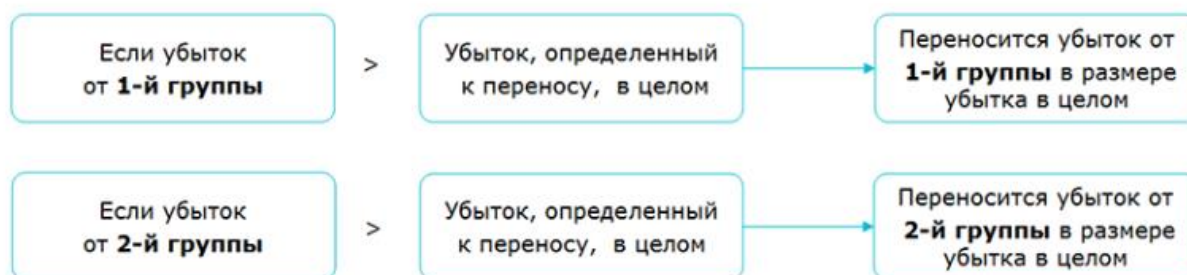 Если убыток
от 1-й группы
>
Убыток, определенный
к переносу, в целом
Переносится убыток от
1-й группы в размере
убытка в целом
Если убыток
от 2-й группы
>
Убыток, определенный
к переносу, в целом
Переносится убыток от
2-й группы в размере
убытка в целом